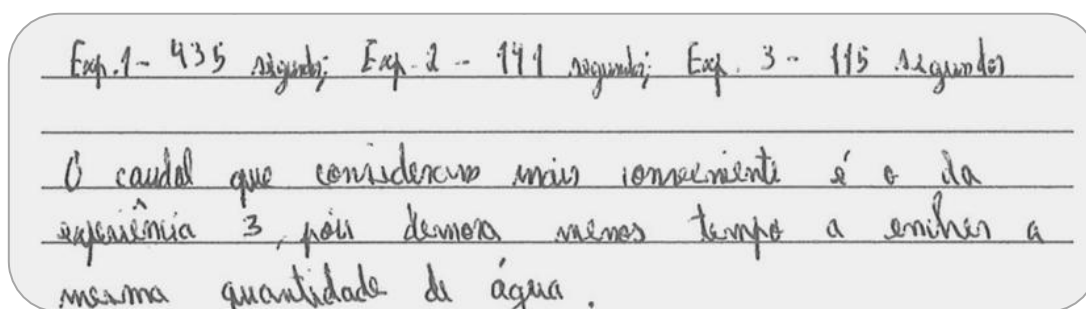 Exp. 1 - 435 segundos; Exp. 2 - 141 segundos; Exp. 3 - 115 segundos
O caudal que consideramos mais conveniente é o da
experiência 3, pois demora menos tempo a encher a
mesma quantidade de água.